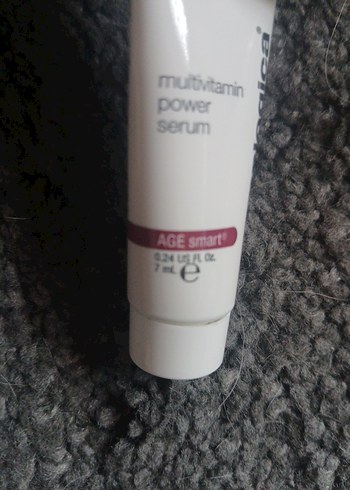 multivitamin
power
serum
AGE smart®
0.24 US Fl. Oz.
7 mL ℮